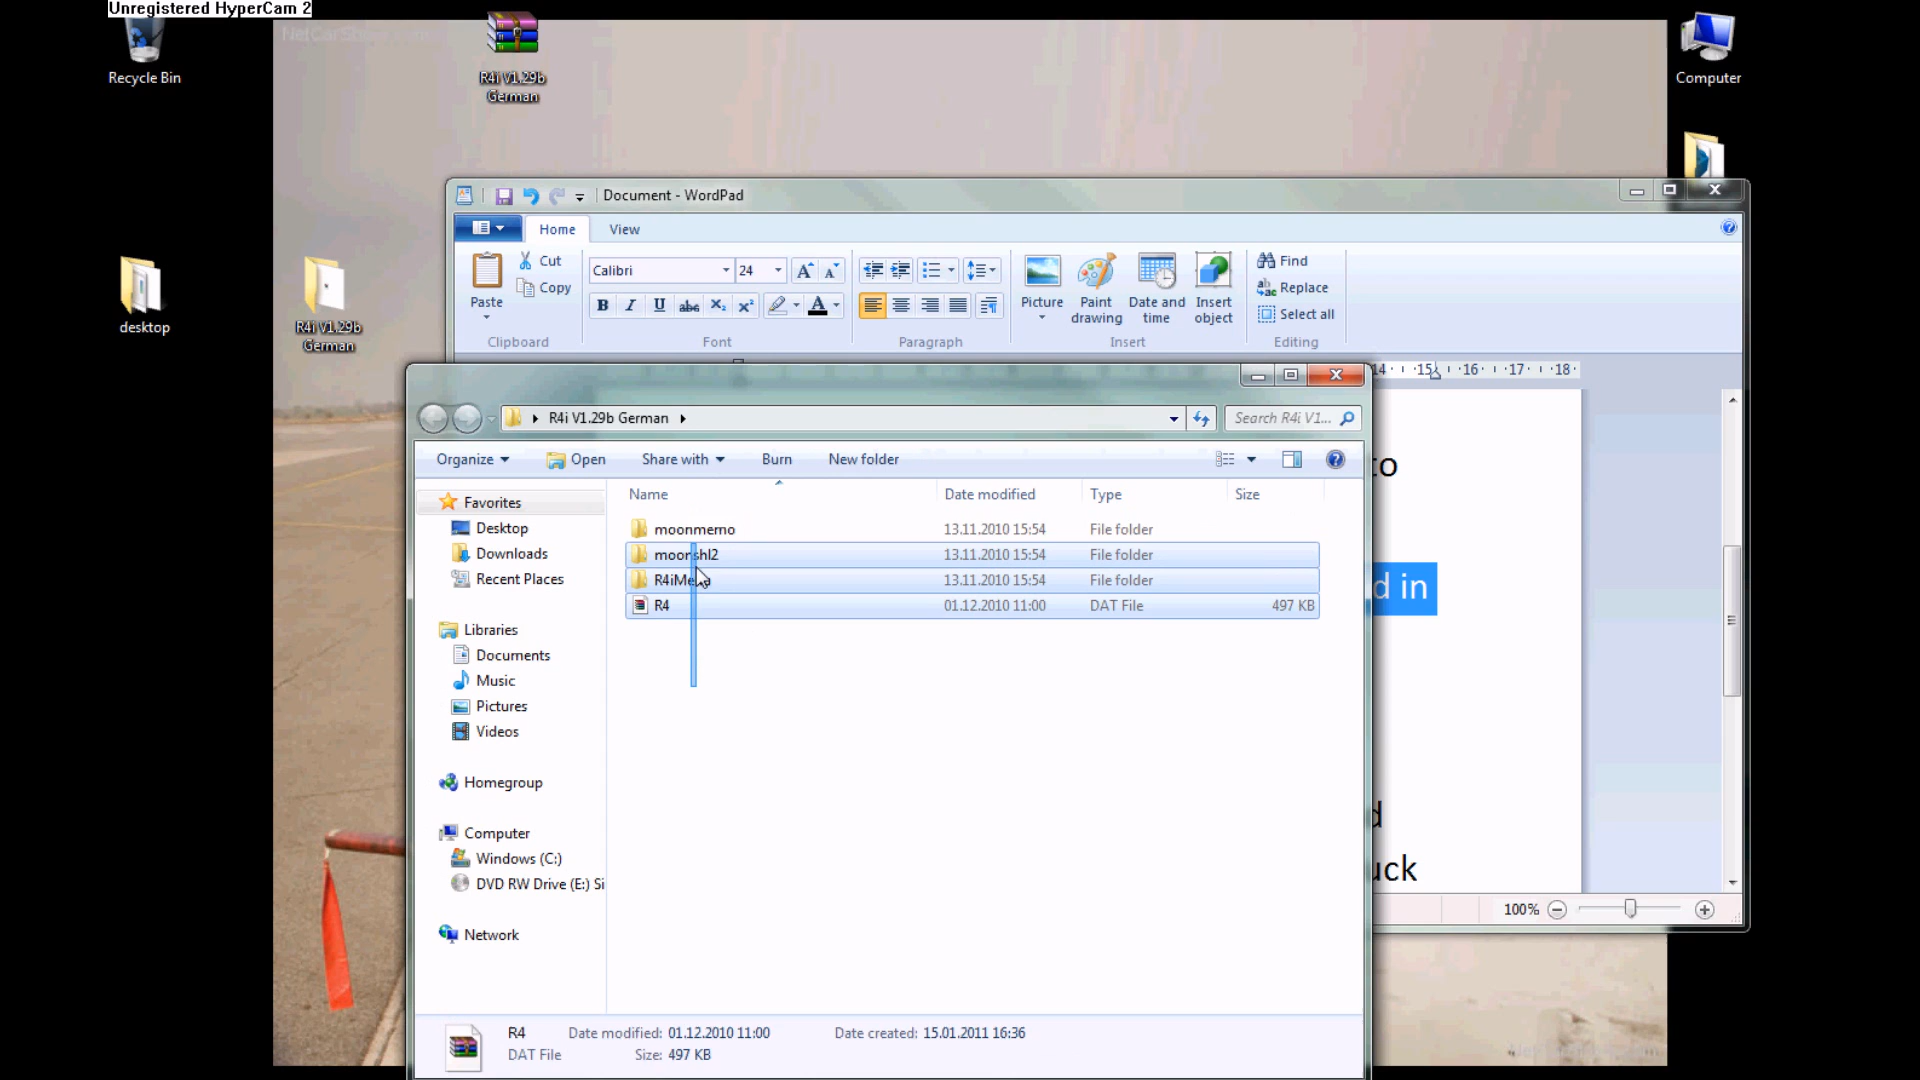 Unregistered HyperCam 2
Recycle Bin
R4i V1.29b
German
Computer
desktop
R4i V1.29b
German
Document - WordPad
Home
View
Paste
Cut
Copy
Clipboard
Calibri
24
Font
Paragraph
Picture
Paint
drawing
Date and
time
Insert
object
Insert
Find
Replace
Select all
Editing
14 · 15 · 16 · 17 · 18
to
d in
d
uck
100%
R4i V1.29b German
Search R4i V1...
Organize
Open
Share with
Burn
New folder
Favorites
Desktop
Downloads
Recent Places
Libraries
Documents
Music
Pictures
Videos
Homegroup
Computer
Windows (C:)
DVD RW Drive (E:) Si
Network
Name Date modified Type Size
moonmemo 13.11.2010 15:54 File folder
moonshl2 13.11.2010 15:54 File folder
13.11.2010 15:54 File folder
R4 01.12.2010 11:00 DAT File 497 KB
R4 Date modified: 01.12.2010 11:00 Date created: 15.01.2011 16:36
DAT File Size: 497 KB